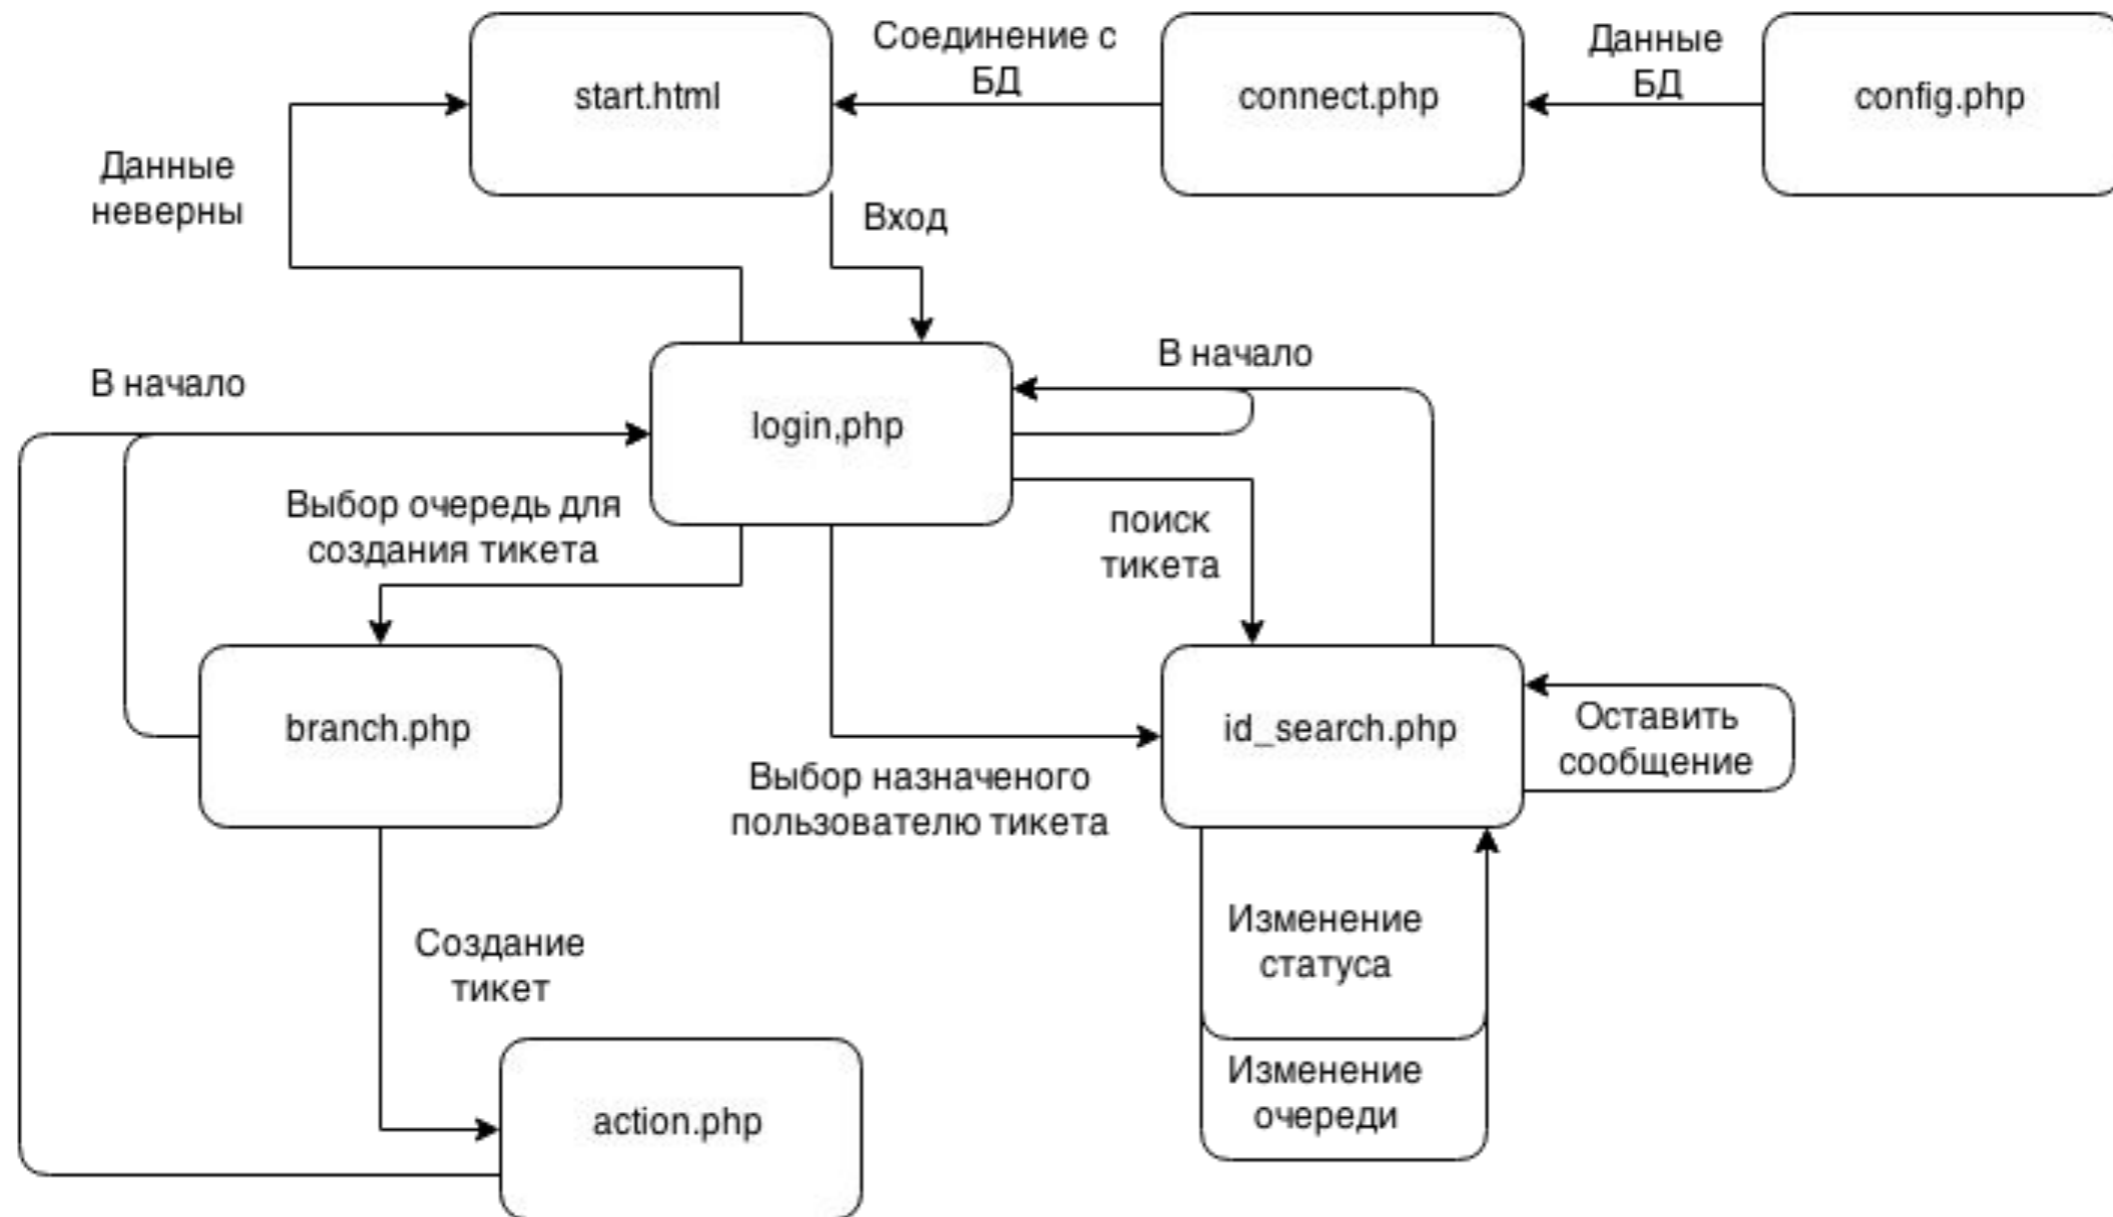 start.html
Соединение с
БД
connect.php
Данные
БД
config.php
Данные
неверны
Вход
В начало
login.php
В начало
Выбор очередь для
создания тикета
поиск
тикета
branch.php
id_search.php
Оставить
сообщение
Выбор назначеного
пользователю тикета
Создание
тикет
Изменение
статуса
action.php
Изменение
очереди